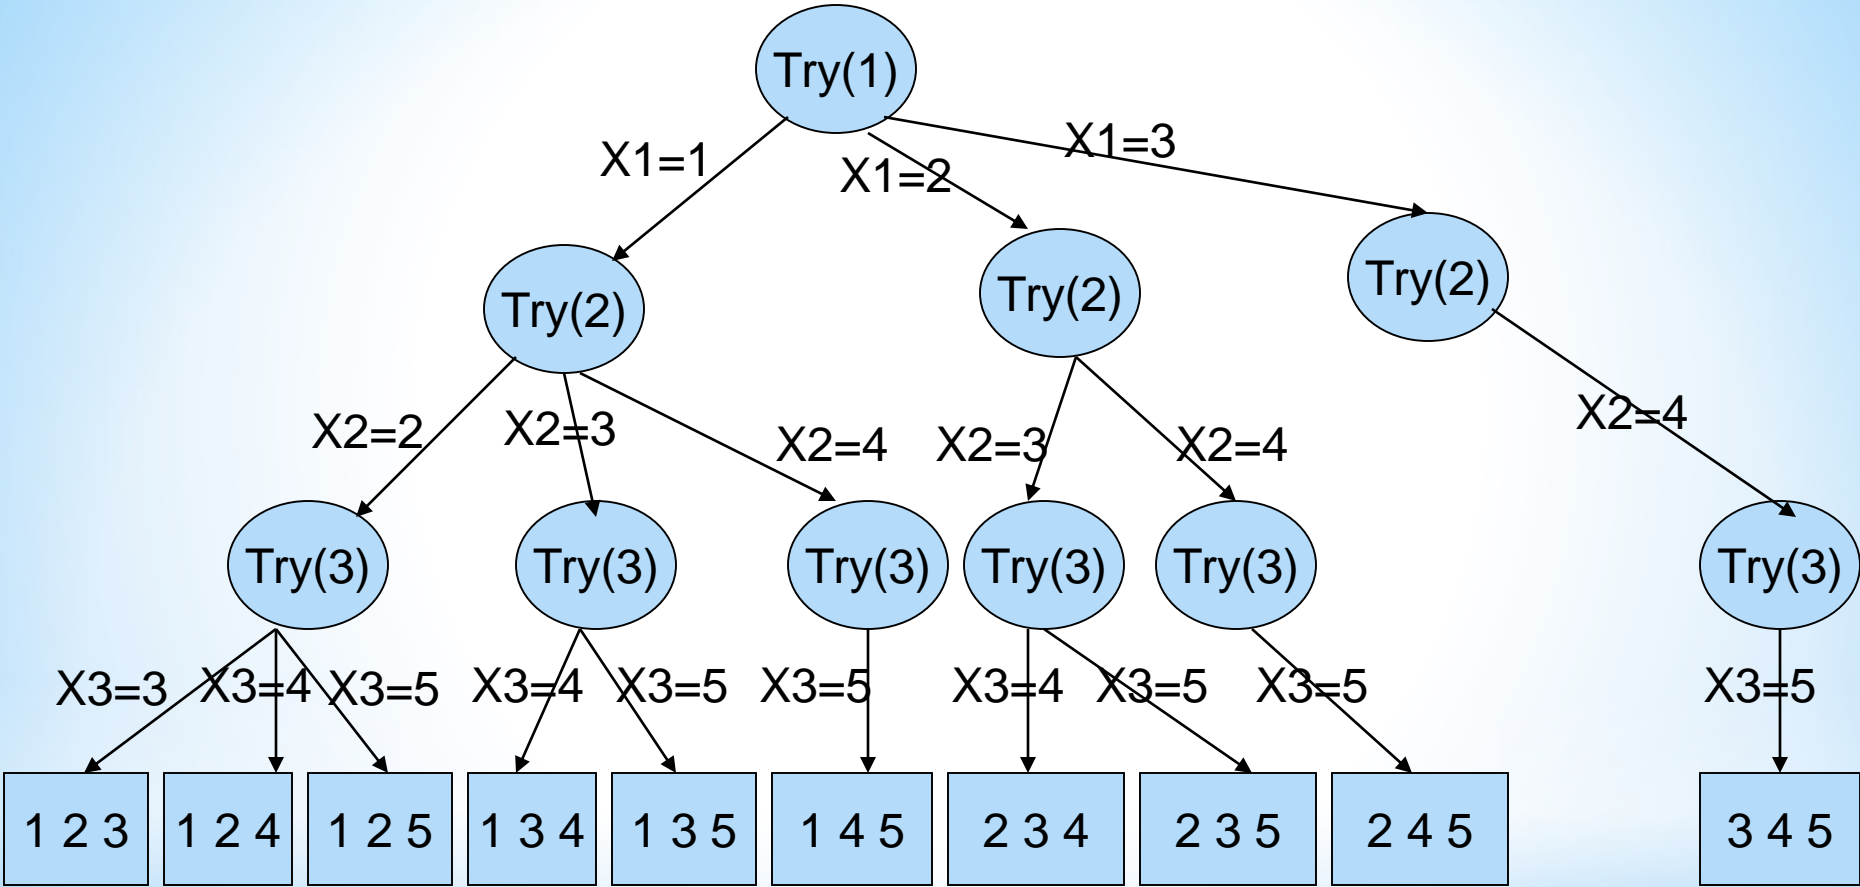 Try(1)
X1=1
X1=2
X1=3
Try(2)
Try(2)
Try(2)
X2=2
X2=3
X2=4
X2=3
X2=4
X2=4
Try(3)
Try(3)
Try(3)
Try(3)
Try(3)
Try(3)
X3=3
X3=4
X3=5
X3=4
X3=5
X3=5
X3=4
X3=5
X3=5
X3=5
1 2 3
1 2 4
1 2 5
1 3 4
1 3 5
1 4 5
2 3 4
2 3 5
2 4 5
3 4 5